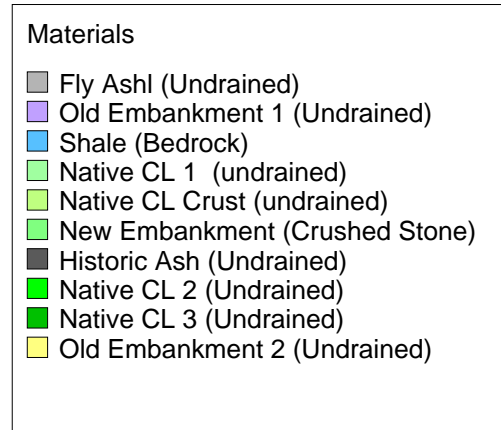 Materials
Fly Ashl (Undrained)
Old Embankment 1 (Undrained)
Shale (Bedrock)
Native CL 1  (undrained)
Native CL Crust (undrained)
New Embankment (Crushed Stone)
Historic Ash (Undrained)
Native CL 2 (Undrained)
Native CL 3 (Undrained)
Old Embankment 2 (Undrained)